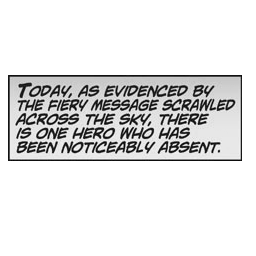 TODAY, AS EVIDENCED BY
THE FIERY MESSAGE SCRAWLED
ACROSS THE SKY, THERE
IS ONE HERO WHO HAS
BEEN NOTICEABLY ABSENT.